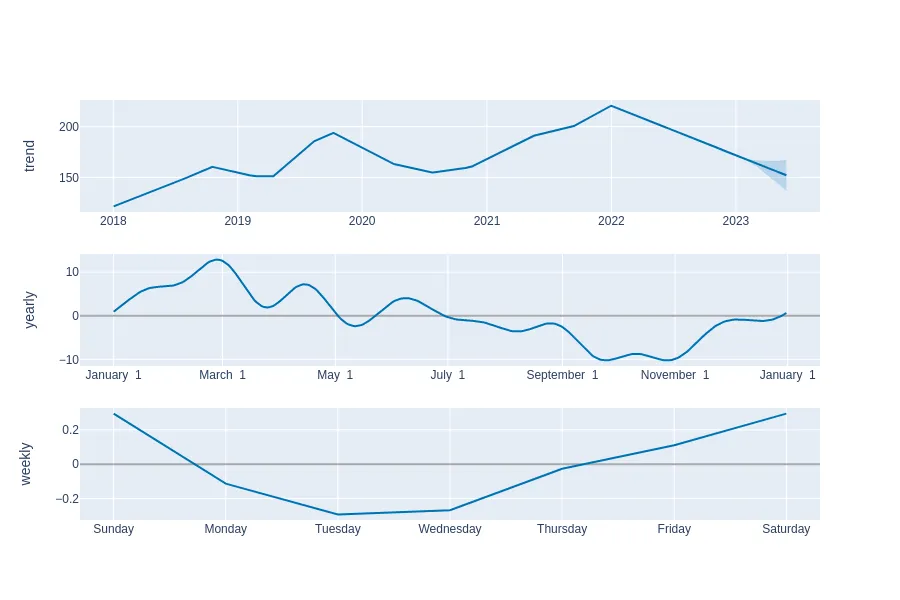 trend
200
150
2018 2019 2020 2021 2022 2023
yearly
10
0
−10
January 1 March 1 May 1 July 1 September 1 November 1 January 1
weekly
0.2
0
−0.2
Sunday Monday Tuesday Wednesday Thursday Friday Saturday